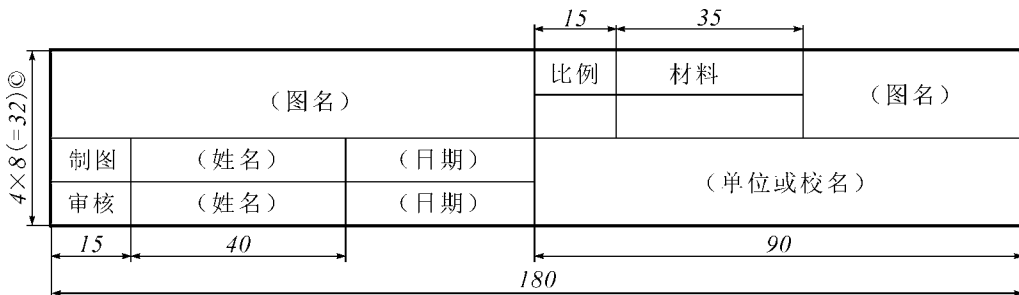 15 35
比例 材料
(图名) (图名)
4×8(=32)©
制图 (姓名) (日期)
(单位或校名)
审核 (姓名) (日期)
15 40 90
180